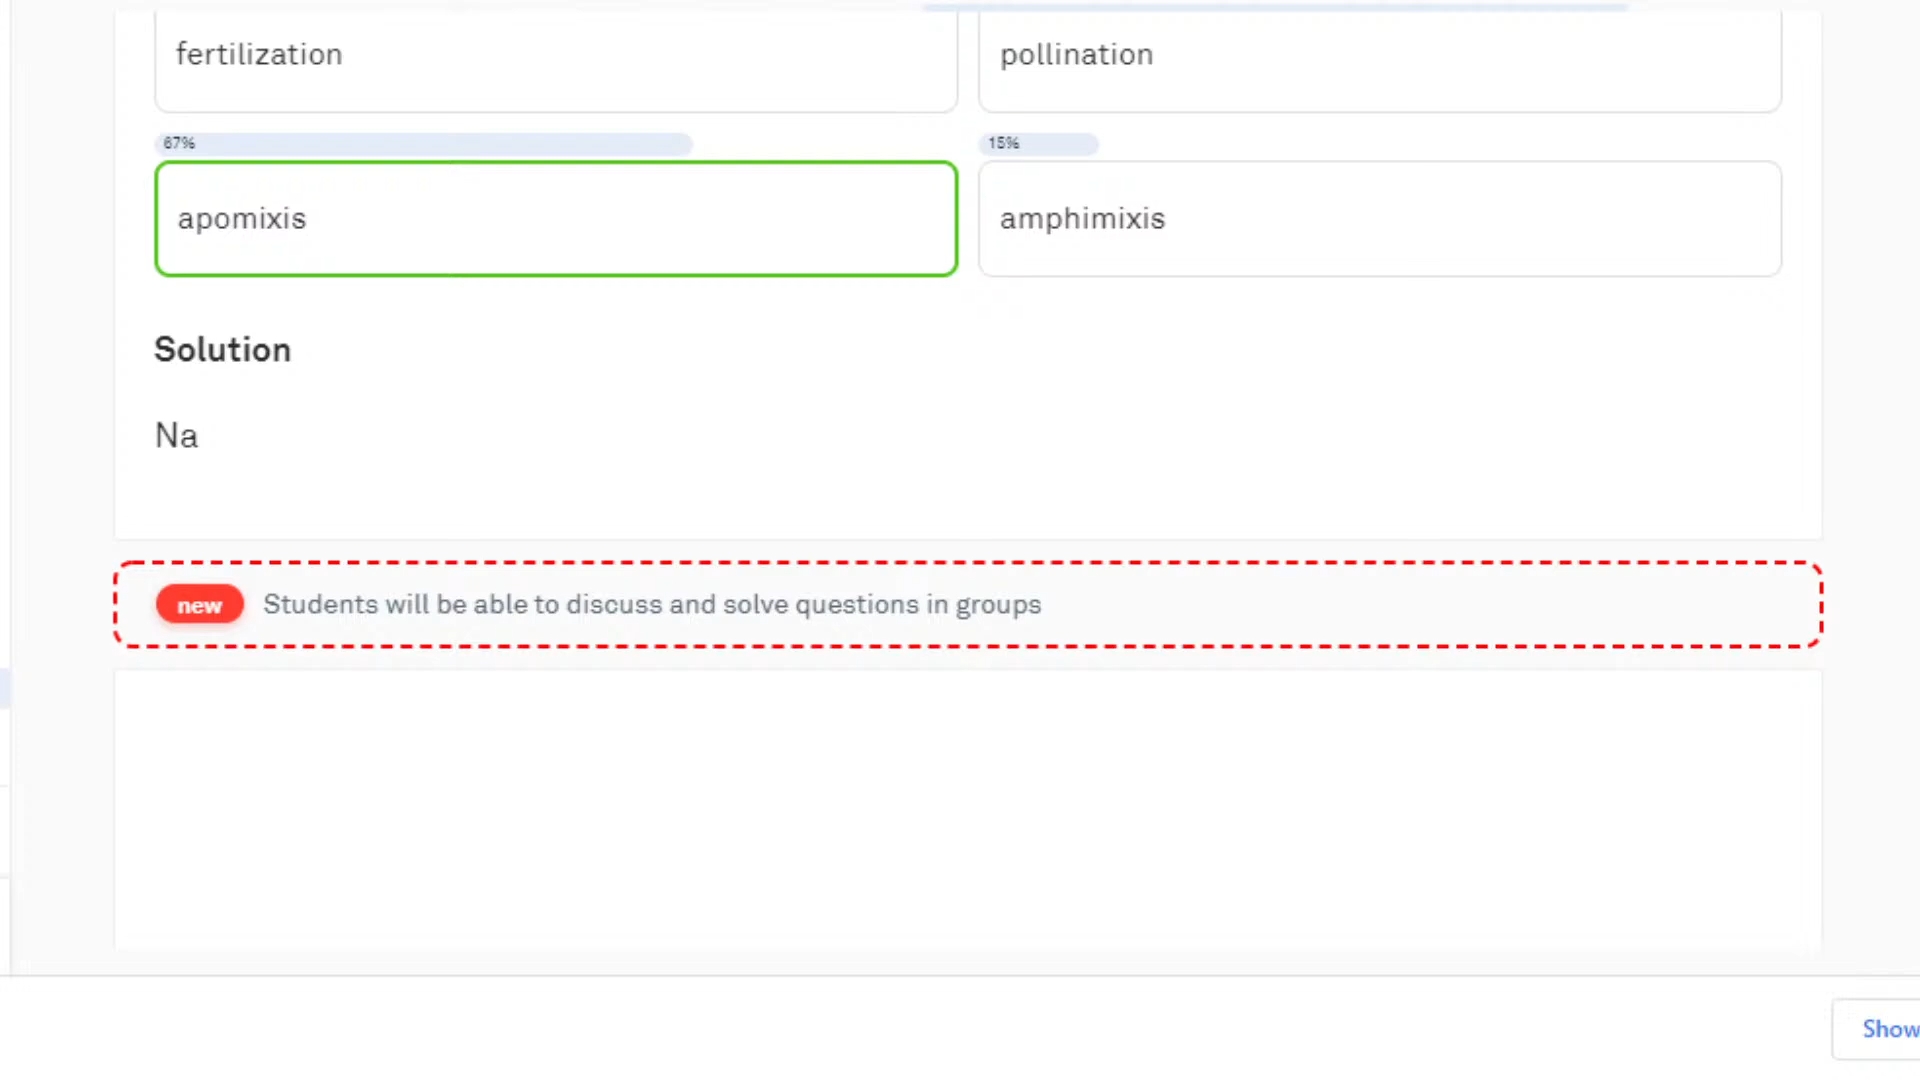 fertilization
pollination
67%
15%
apomixis
amphimixis
Solution
Na
new Students will be able to discuss and solve questions in groups
Show